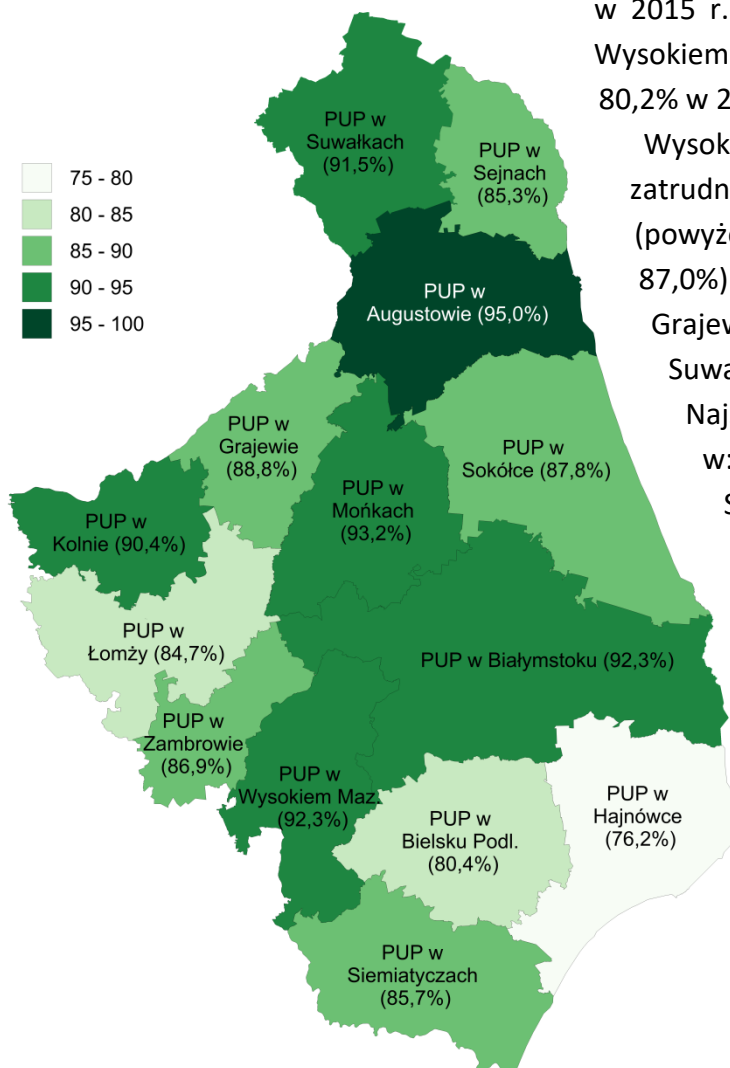 w 2015 r.
Wysokiem
80,2% w 2
Wysok
zatrudn
(powyże
87,0%)
Grajew
Suwa
Naj
w:
S
75 - 80
80 - 85
85 - 90
90 - 95
95 - 100
PUP w
Suwałkach
(91,5%)
PUP w
Sejnach
(85,3%)
PUP w
Augustowie (95,0%)
PUP w
Grajewie
(88,8%)
PUP w
Sokółce (87,8%)
PUP w
Mońkach
(93,2%)
PUP w
Kolnie (90,4%)
PUP w
Łomży (84,7%)
PUP w Białymstoku (92,3%)
PUP w
Zambrowie
(86,9%)
PUP w
Wysokiem Maz.
(92,3%)
PUP w
Bielsku Podl.
(80,4%)
PUP w
Hajnówce
(76,2%)
PUP w
Siemiatyczach
(85,7%)